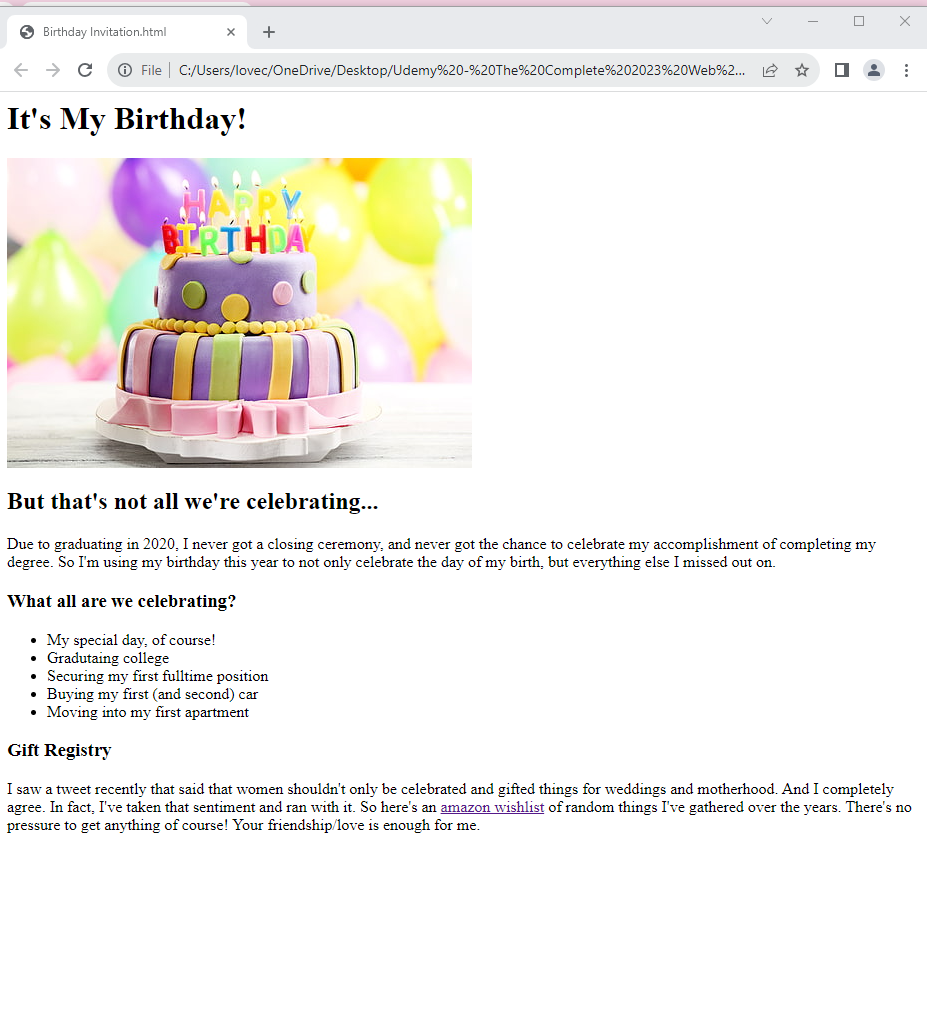 Birthday Invitation.html
File
C:/Users/lovec/OneDrive/Desktop/Udemy%20-%20The%20Complete%202023%20Web%2...
It's My Birthday!
HAPPY
BIRTHDAY
But that's not all we're celebrating...
Due to graduating in 2020, I never got a closing ceremony, and never got the chance to celebrate my accomplishment of completing my
degree. So I'm using my birthday this year to not only celebrate the day of my birth, but everything else I missed out on.
What all are we celebrating?
My special day, of course!
Gradutaing college
Securing my first fulltime position
Buying my first (and second) car
Moving into my first apartment
Gift Registry
I saw a tweet recently that said that women shouldn't only be celebrated and gifted things for weddings and motherhood. And I completely
agree. In fact, I've taken that sentiment and ran with it. So here's an amazon wishlist of random things I've gathered over the years. There's no
pressure to get anything of course! Your friendship/love is enough for me.